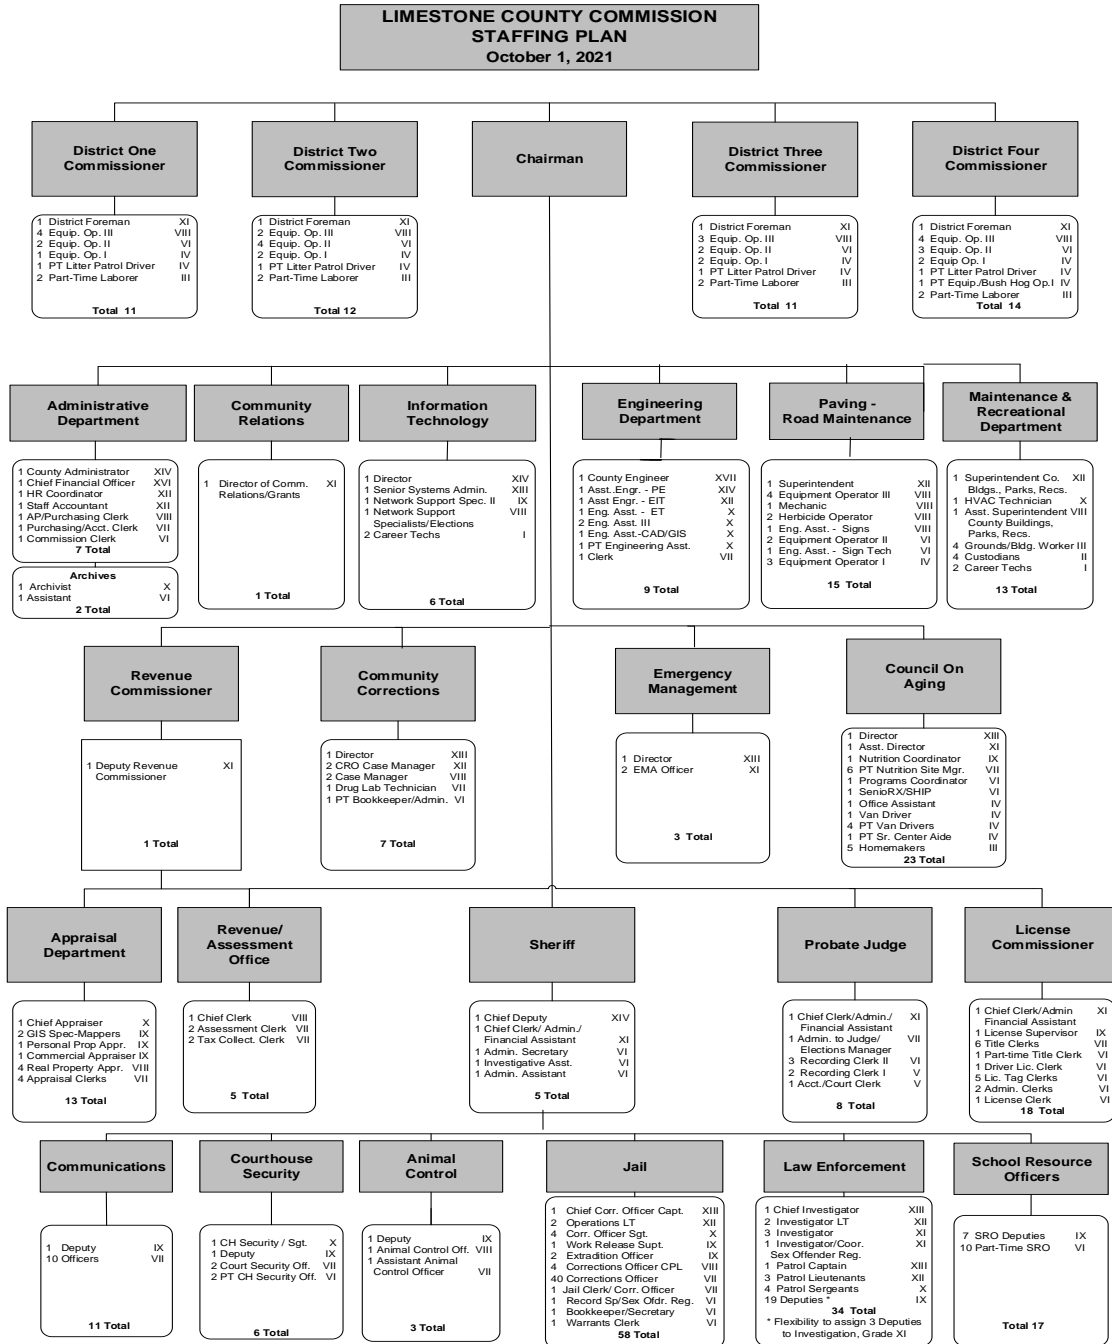 LIMESTONE COUNTY COMMISSION
STAFFING PLAN
October 1, 2021
District One
Commissioner
1 District Foreman XI
4 Equip. Op. III VIII
2 Equip. Op. II VI
1 Equip. Op. I IV
1 PT Litter Patrol Driver IV
2 Part-Time Laborer III
Total 11
District Two
Commissioner
1 District Foreman XI
2 Equip. Op. III VIII
4 Equip. Op. II VI
2 Equip. Op. I IV
1 PT Litter Patrol Driver IV
2 Part-Time Laborer III
Total 12
Chairman
District Three
Commissioner
1 District Foreman XI
3 Equip. Op. III VIII
2 Equip. Op. II VI
2 Equip. Op. I IV
1 PT Litter Patrol Driver IV
2 Part-Time Laborer III
Total 11
District Four
Commissioner
1 District Foreman XI
4 Equip. Op. III VIII
3 Equip. Op. II VI
2 Equip Op. I IV
1 PT Litter Patrol Driver IV
1 PT Equip./Bush Hog Op.I IV
2 Part-Time Laborer III
Total 14
Administrative
Department
1 County Administrator XIV
1 Chief Financial Officer XVI
1 HR Coordinator XII
1 Staff Accountant XII
1 AP/Purchasing Clerk VIII
1 Purchasing/Acct. Clerk VII
1 Commission Clerk VI
7 Total
Archives
1 Archivist X
1 Assistant VI
2 Total
Community
Relations
1 Director of Comm. XI
Relations/Grants
1 Total
Information
Technology
1 Director XIV
1 Senior Systems Admin. XIII
1 Network Support Spec. II IX
1 Network Support VIII
Specialists/Elections
2 Career Techs I
6 Total
Engineering
Department
1 County Engineer XVII
1 Asst..Engr. - PE XIV
1 Asst Engr. - EIT XII
1 Eng. Asst. - ET X
2 Eng. Asst. III X
1 Eng. Asst.-CAD/GIS X
1 PT Engineering Asst. X
1 Clerk VII
9 Total
Paving -
Road Maintenance
1 Superintendent XII
4 Equipment Operator III VIII
1 Mechanic VIII
2 Herbicide Operator VIII
1 Eng. Asst. - Signs VIII
2 Equipment Operator II VI
1 Eng. Asst. - Sign Tech VI
3 Equipment Operator I IV
15 Total
Maintenance &
Recreational
Department
1 Superintendent Co. XII
Bldgs., Parks, Recs.
1 HVAC Technician X
1 Asst. Superintendent VIII
County Buildings,
Parks, Recs.
4 Grounds/Bldg. Worker III
4 Custodians II
2 Career Techs I
13 Total
Revenue
Commissioner
1 Deputy Revenue XI
Commissioner
1 Total
Community
Corrections
1 Director XIII
2 CRO Case Manager XII
2 Case Manager VIII
1 Drug Lab Technician VII
1 PT Bookkeeper/Admin. VI
7 Total
Emergency
Management
1 Director XIII
2 EMA Officer XI
3 Total
Council On
Aging
1 Director XIII
1 Asst. Director XI
1 Nutrition Coordinator IX
6 PT Nutrition Site Mgr. VII
1 Programs Coordinator VI
1 SenioRX/SHIP VI
1 Office Assistant IV
1 Van Driver IV
4 PT Van Drivers IV
1 PT Sr. Center Aide IV
5 Homemakers III
23 Total
Appraisal
Department
1 Chief Appraiser X
2 GIS Spec-Mappers IX
1 Personal Prop Appr. IX
1 Commercial Appraiser IX
4 Real Property Appr. VIII
4 Appraisal Clerks VII
13 Total
Revenue/
Assessment
Office
1 Chief Clerk VIII
2 Assessment Clerk VII
2 Tax Collect. Clerk VII
5 Total
Sheriff
1 Chief Deputy XIV
1 Chief Clerk/ Admin./
Financial Assistant XI
1 Admin. Secretary VI
1 Investigative Asst. VI
1 Admin. Assistant VI
5 Total
Probate Judge
1 Chief Clerk/Admin./ XI
Financial Assistant
1 Admin. to Judge/ VII
Elections Manager
3 Recording Clerk II VI
2 Recording Clerk I V
1 Acct./Court Clerk V
8 Total
License
Commissioner
1 Chief Clerk/Admin XI
Financial Assistant
1 License Supervisor IX
6 Title Clerks VII
1 Part-time Title Clerk VI
1 Driver Lic. Clerk VI
5 Lic. Tag Clerks VI
2 Admin. Clerks VI
1 License Clerk VI
18 Total
Communications
1 Deputy IX
10 Officers VII
11 Total
Courthouse
Security
1 CH Security / Sgt. X
1 Deputy IX
2 Court Security Off. VII
2 PT CH Security Off. VI
6 Total
Animal
Control
1 Deputy IX
1 Animal Control Off. VIII
1 Assistant Animal
Control Officer VII
3 Total
Jail
1 Chief Corr. Officer Capt. XIII
2 Operations LT XII
4 Corr. Officer Sgt. X
1 Work Release Supt. IX
2 Extradition Officer IX
4 Corrections Officer CPL VIII
40 Corrections Officer VII
1 Jail Clerk/ Corr. Officer VII
1 Record Sp/Sex Ofdr. Reg. VI
1 Bookkeeper/Secretary VI
1 Warrants Clerk VI
58 Total
Law Enforcement
1 Chief Investigator XIII
2 Investigator LT XII
3 Investigator XI
1 Investigator/Coor. XI
Sex Offender Reg.
1 Patrol Captain XIII
3 Patrol Lieutenants XII
4 Patrol Sergeants X
19 Deputies * IX
34 Total
* Flexibility to assign 3 Deputies
to Investigation, Grade XI
School Resource
Officers
7 SRO Deputies IX
10 Part-Time SRO VI
Total 17